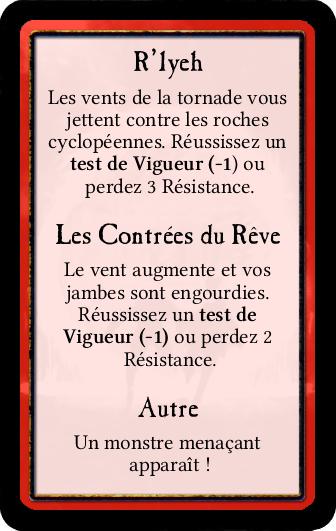 R'lyeh
Les vents de la tornade vous
jettent contre les roches
cyclopéennes. Réussissez un
test de Vigueur (-1) ou
perdez 3 Résistance.
Les Contrées du Rêve
Le vent augmente et vos
jambes sont engourdies.
Réussissez un test de
Vigueur (-1) ou perdez 2
Résistance.
Autre
Un monstre menaçant
apparaît !